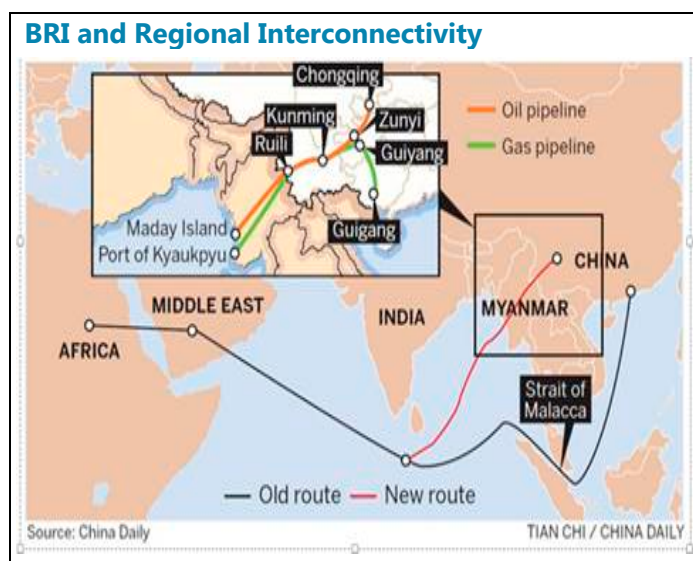 BRI and Regional Interconnectivity
Chongqing
Kunming
Zunyi
Ruili
Guiyang
Oil pipeline
Gas pipeline
Maday Island
Port of Kyaukpyu
Guigang
CHINA
MIDDLE EAST
INDIA
MYANMAR
AFRICA
Strait of
Malacca
Old route
New route
Source: China Daily
TIAN CHI / CHINA DAILY